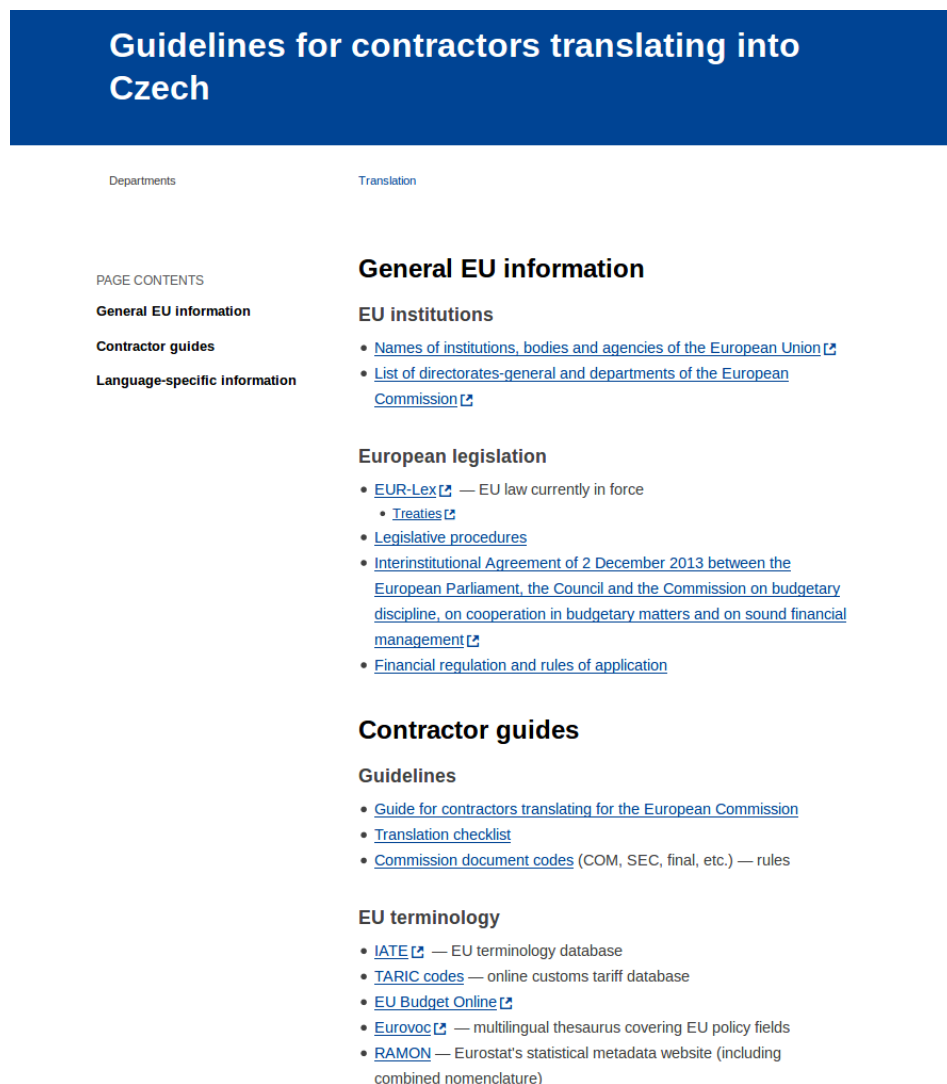 Guidelines for contractors translating into
Czech
Departments
Translation
PAGE CONTENTS
General EU information
Contractor guides
Language-specific information
General EU information
EU institutions
• Names of institutions, bodies and agencies of the European Union
• List of directorates-general and departments of the European
Commission
European legislation
• EUR-Lex — EU law currently in force
• Treaties
• Legislative procedures
• Interinstitutional Agreement of 2 December 2013 between the
European Parliament, the Council and the Commission on budgetary
discipline, on cooperation in budgetary matters and on sound financial
management
• Financial regulation and rules of application
Contractor guides
Guidelines
• Guide for contractors translating for the European Commission
• Translation checklist
• Commission document codes (COM, SEC, final, etc.) — rules
EU terminology
• IATE — EU terminology database
• TARIC codes — online customs tariff database
• EU Budget Online
• Eurovoc — multilingual thesaurus covering EU policy fields
• RAMON — Eurostat's statistical metadata website (including
combined nomenclature)